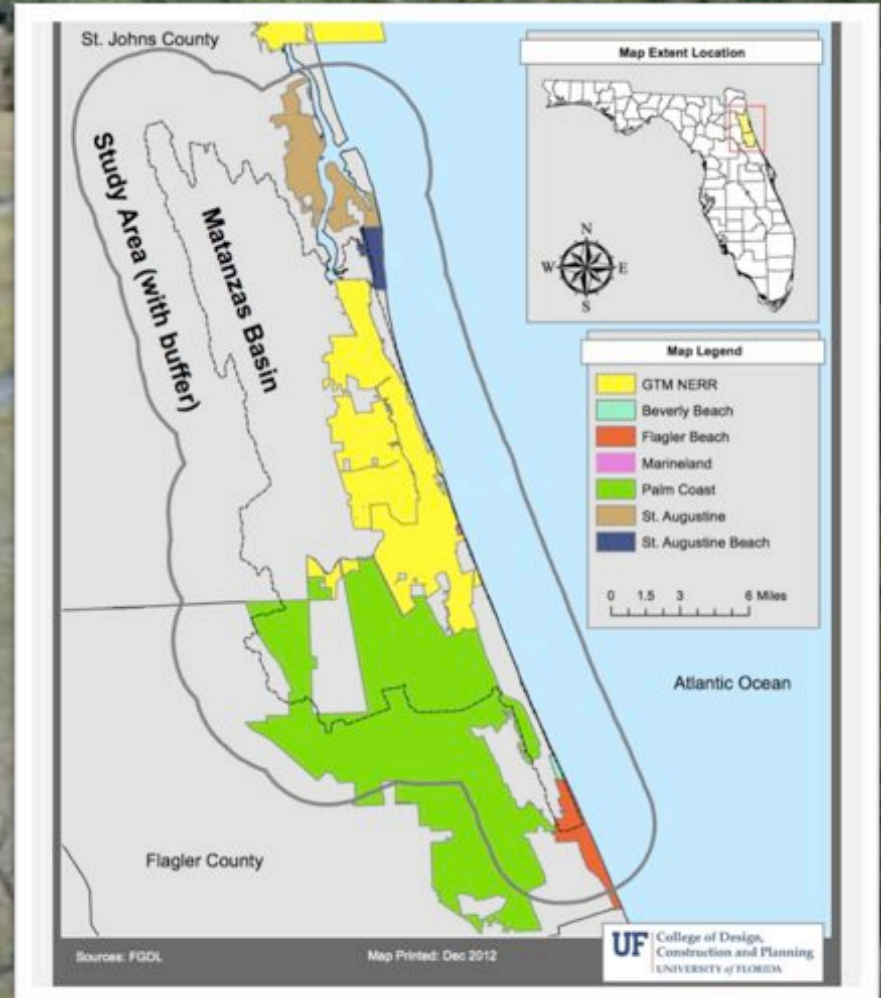 St. Johns County
Map Extent Location
Study Area (with buffer)
Matanzas Basin
N
W
E
S
Map Legend
GTM NERR
Beverly Beach
Flagler Beach
Marineland
Palm Coast
St. Augustine
St. Augustine Beach
0 1.5 3 6 Miles
Atlantic Ocean
Flagler County
Sources: FGDL
Map Printed: Dec 2012
UF
College of Design,
Construction and Planning
UNIVERSITY of FLORIDA